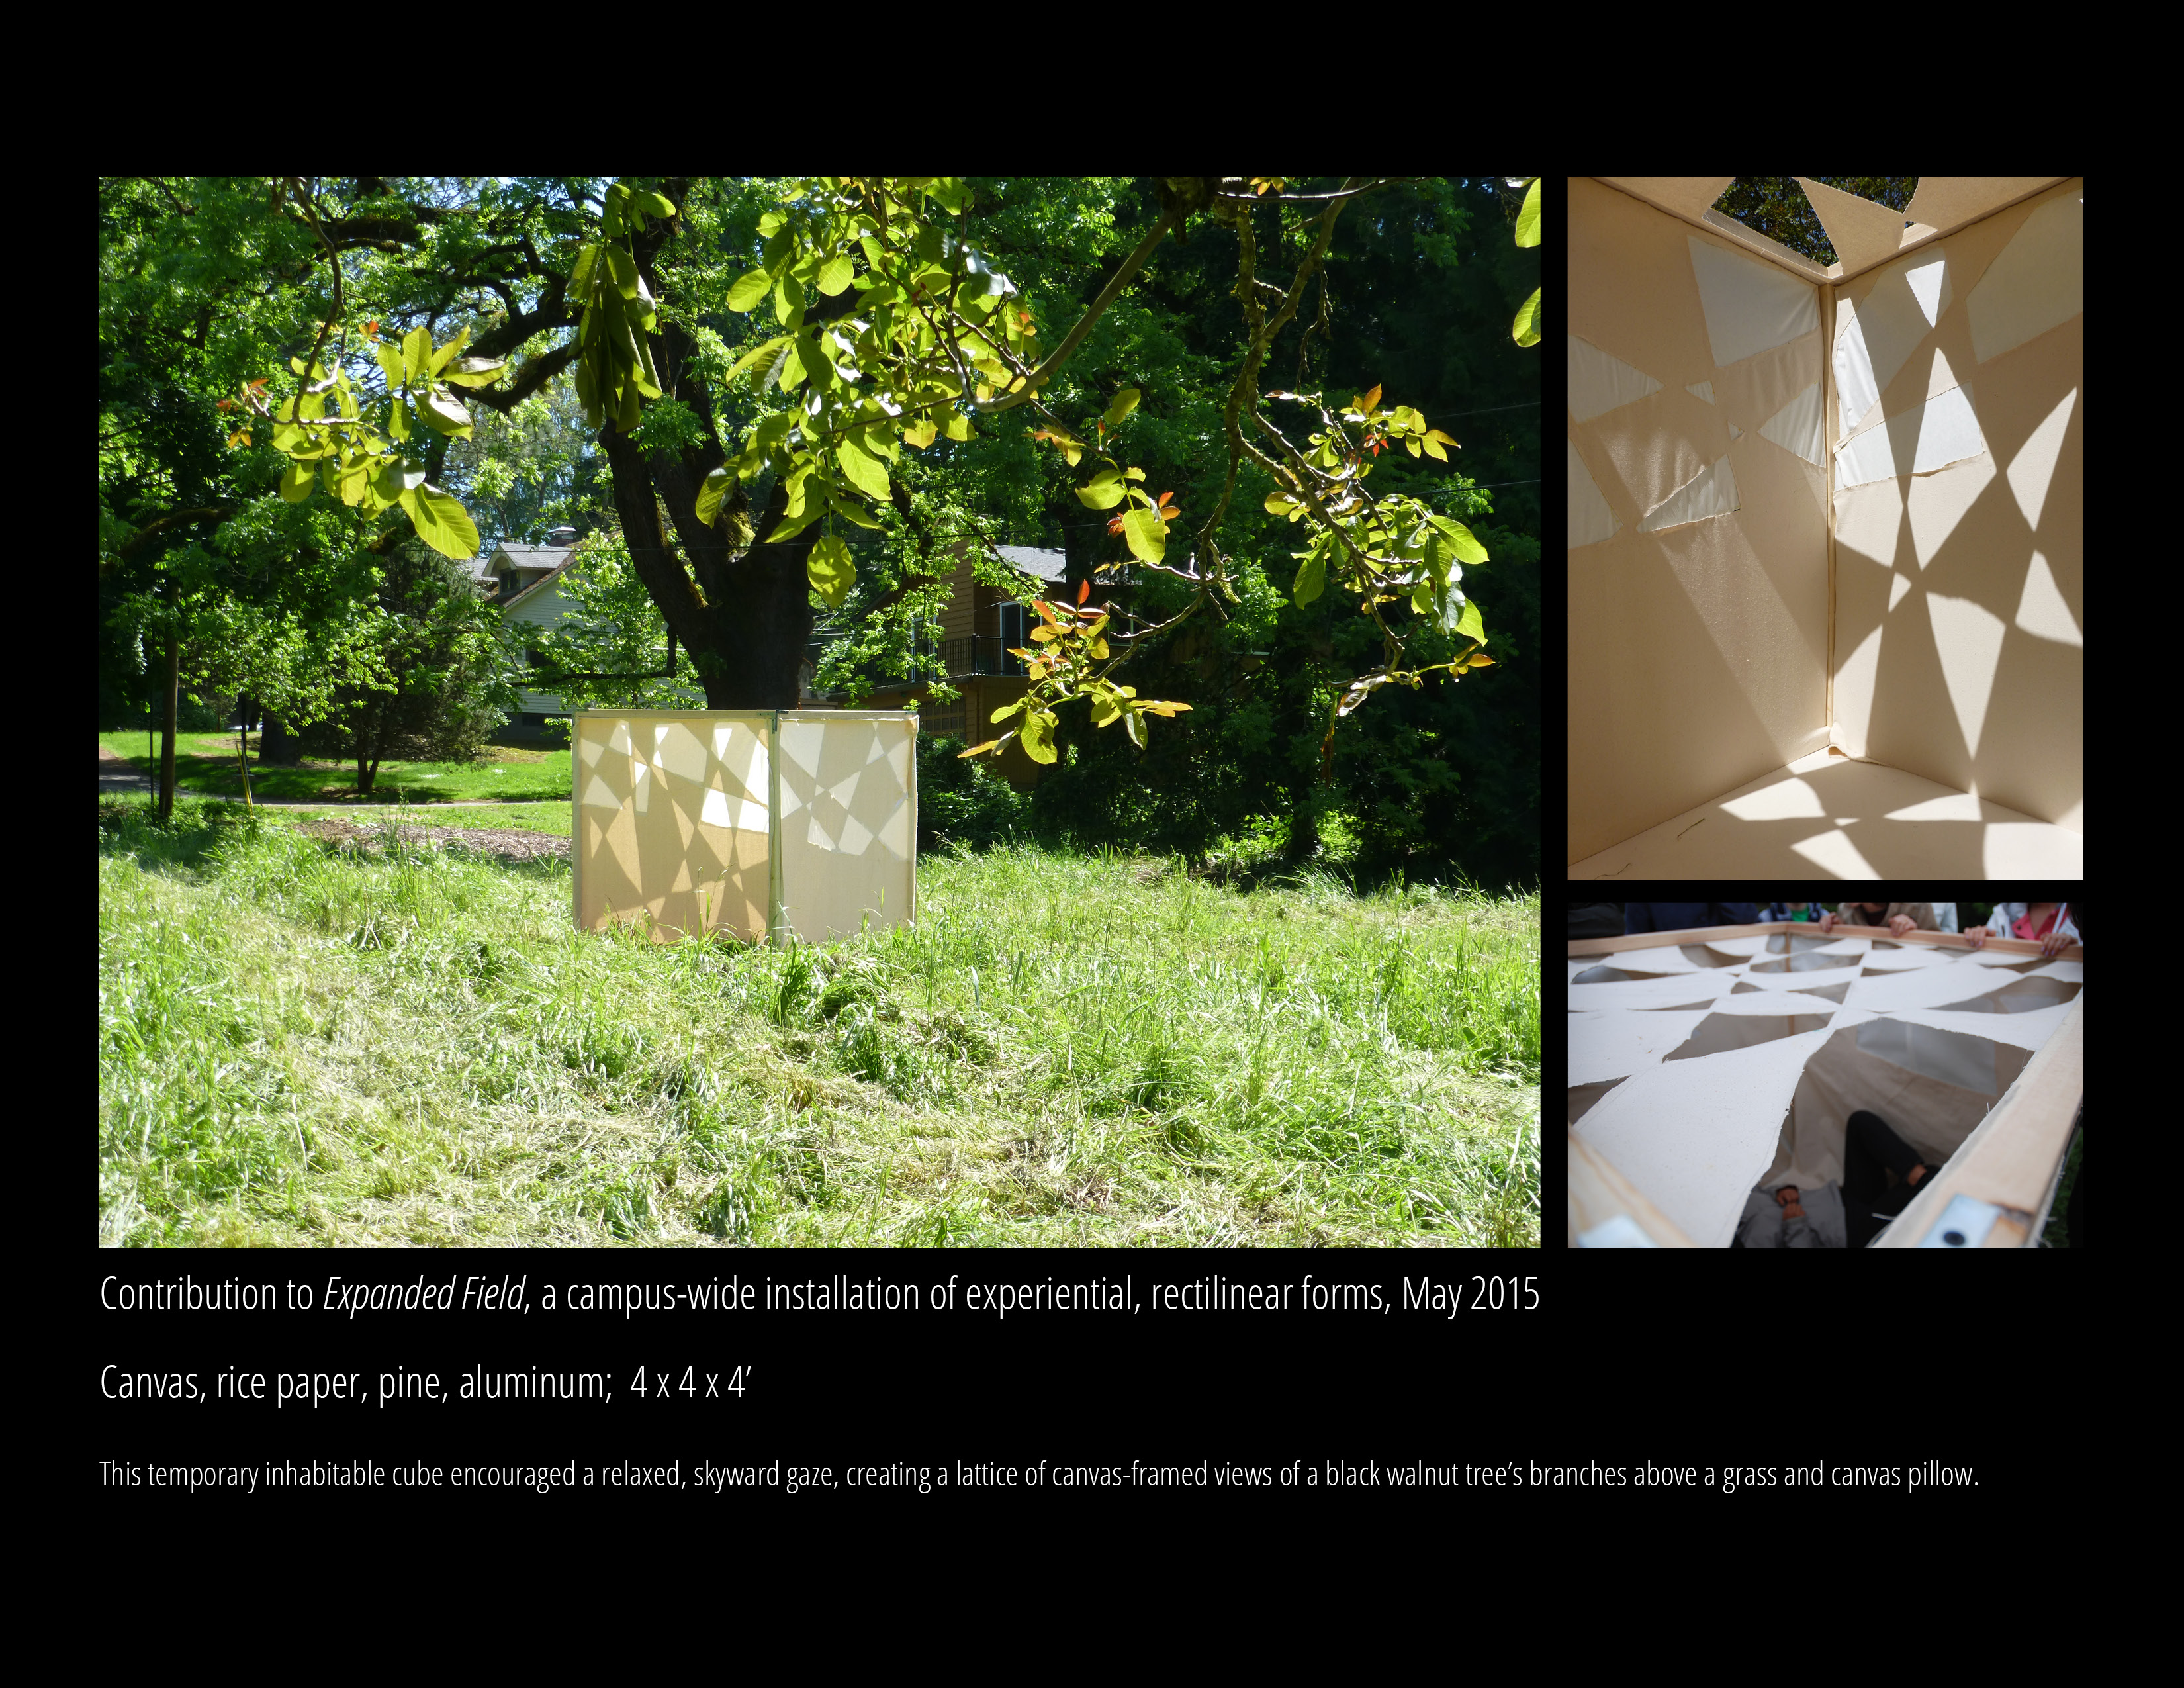 Contribution to Expanded Field, a campus-wide installation of experiential, rectilinear forms, May 2015
Canvas, rice paper, pine, aluminum;  4 x 4 x 4’
This temporary inhabitable cube encouraged a relaxed, skyward gaze, creating a lattice of canvas-framed views of a black walnut tree’s branches above a grass and canvas pillow.